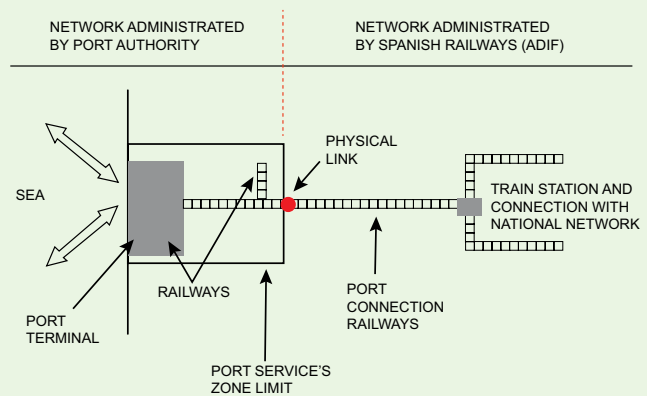 NETWORK ADMINISTRATED
BY PORT AUTHORITY
NETWORK ADMINISTRATED
BY SPANISH RAILWAYS (ADIF)
PHYSICAL
LINK
SEA
TRAIN STATION AND
CONNECTION WITH
NATIONAL NETWORK
RAILWAYS
PORT
CONNECTION
RAILWAYS
PORT
TERMINAL
PORT SERVICE'S
ZONE LIMIT